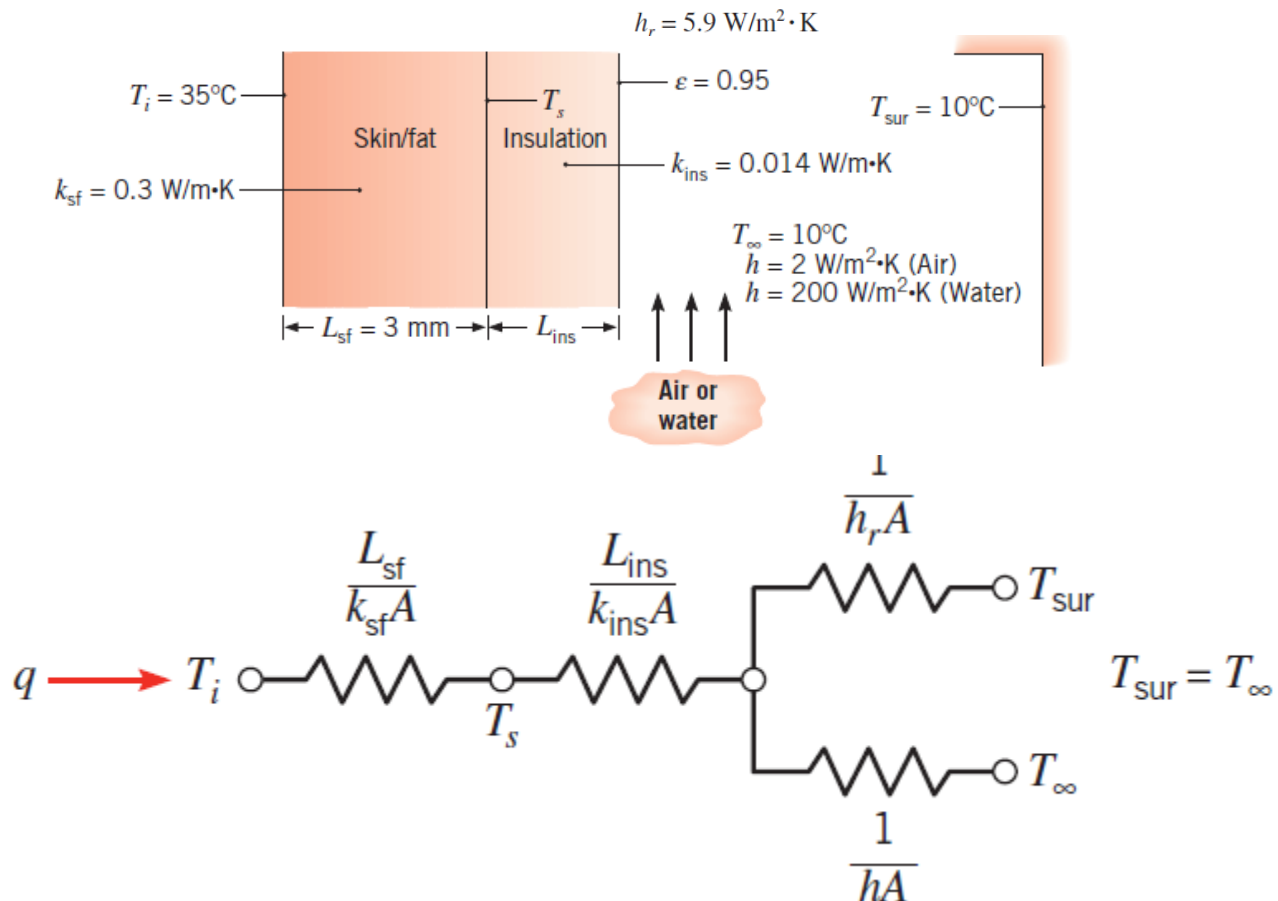 h_r = 5.9 W/m²·K
T_i = 35°C
ε = 0.95
T_s
T_sur = 10°C
Skin/fat
Insulation
k_ins = 0.014 W/m•K
k_sf = 0.3 W/m•K
T_∞ = 10°C
h = 2 W/m²•K (Air)
h = 200 W/m²•K (Water)
L_sf = 3 mm
L_ins
Air or
water
1
h_rA
L_sf
k_sfA
L_ins
k_insA
T_sur
q
T_i
T_s
T_sur = T_∞
T_∞
1
hA